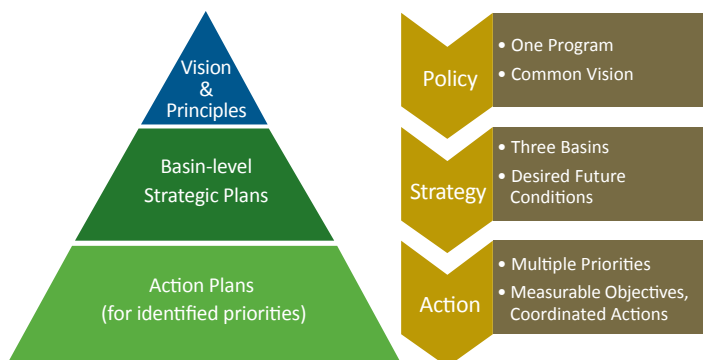 Vision
&
Principles
Basin-level
Strategic Plans
Action Plans
(for identified priorities)
Policy
• One Program
• Common Vision
Strategy
• Three Basins
• Desired Future
Conditions
Action
• Multiple Priorities
• Measurable Objectives,
Coordinated Actions